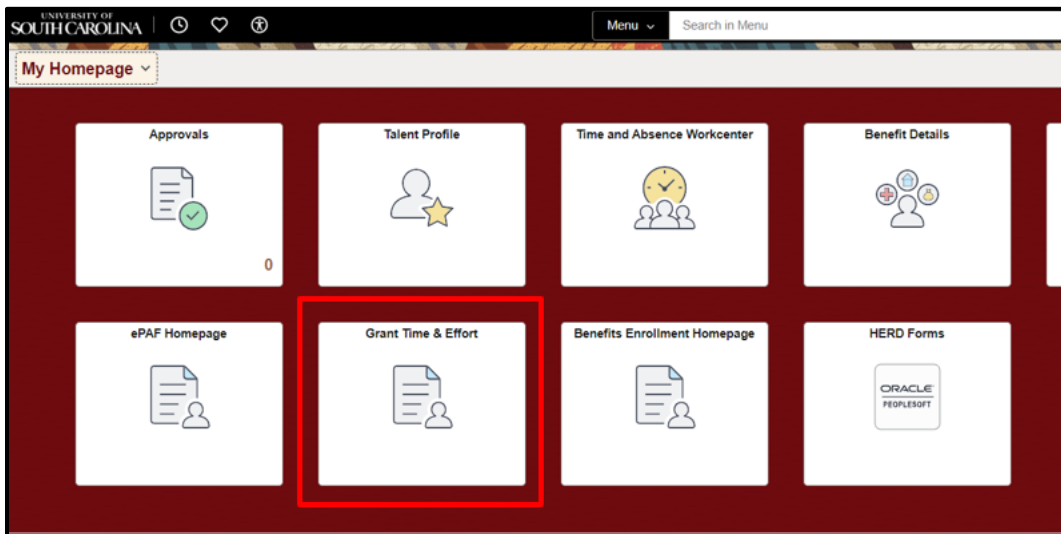 UNIVERSITY OF
SOUTH CAROLINA
Menu
Search in Menu
My Homepage
Approvals
Talent Profile
Time and Absence Workcenter
Benefit Details
0
ePAF Homepage
Grant Time & Effort
Benefits Enrollment Homepage
HERD Forms
ORACLE
PEOPLESOFT